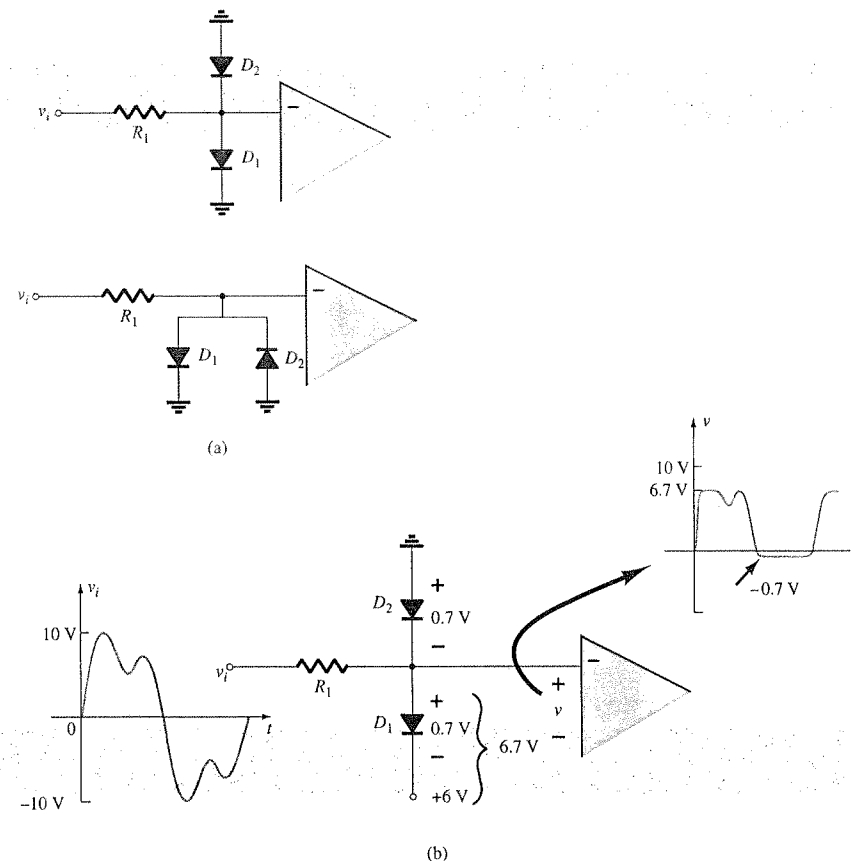 D2
−
vi
R1
D1
vi
−
R1
D1
D2
(a)
v
10 V
6.7 V
−0.7 V
vi
10 V
0
t
−10 V
+
D2
0.7 V
−
vi
R1
−
+
v
−
+
D1
0.7 V
6.7 V
−
+6 V
(b)